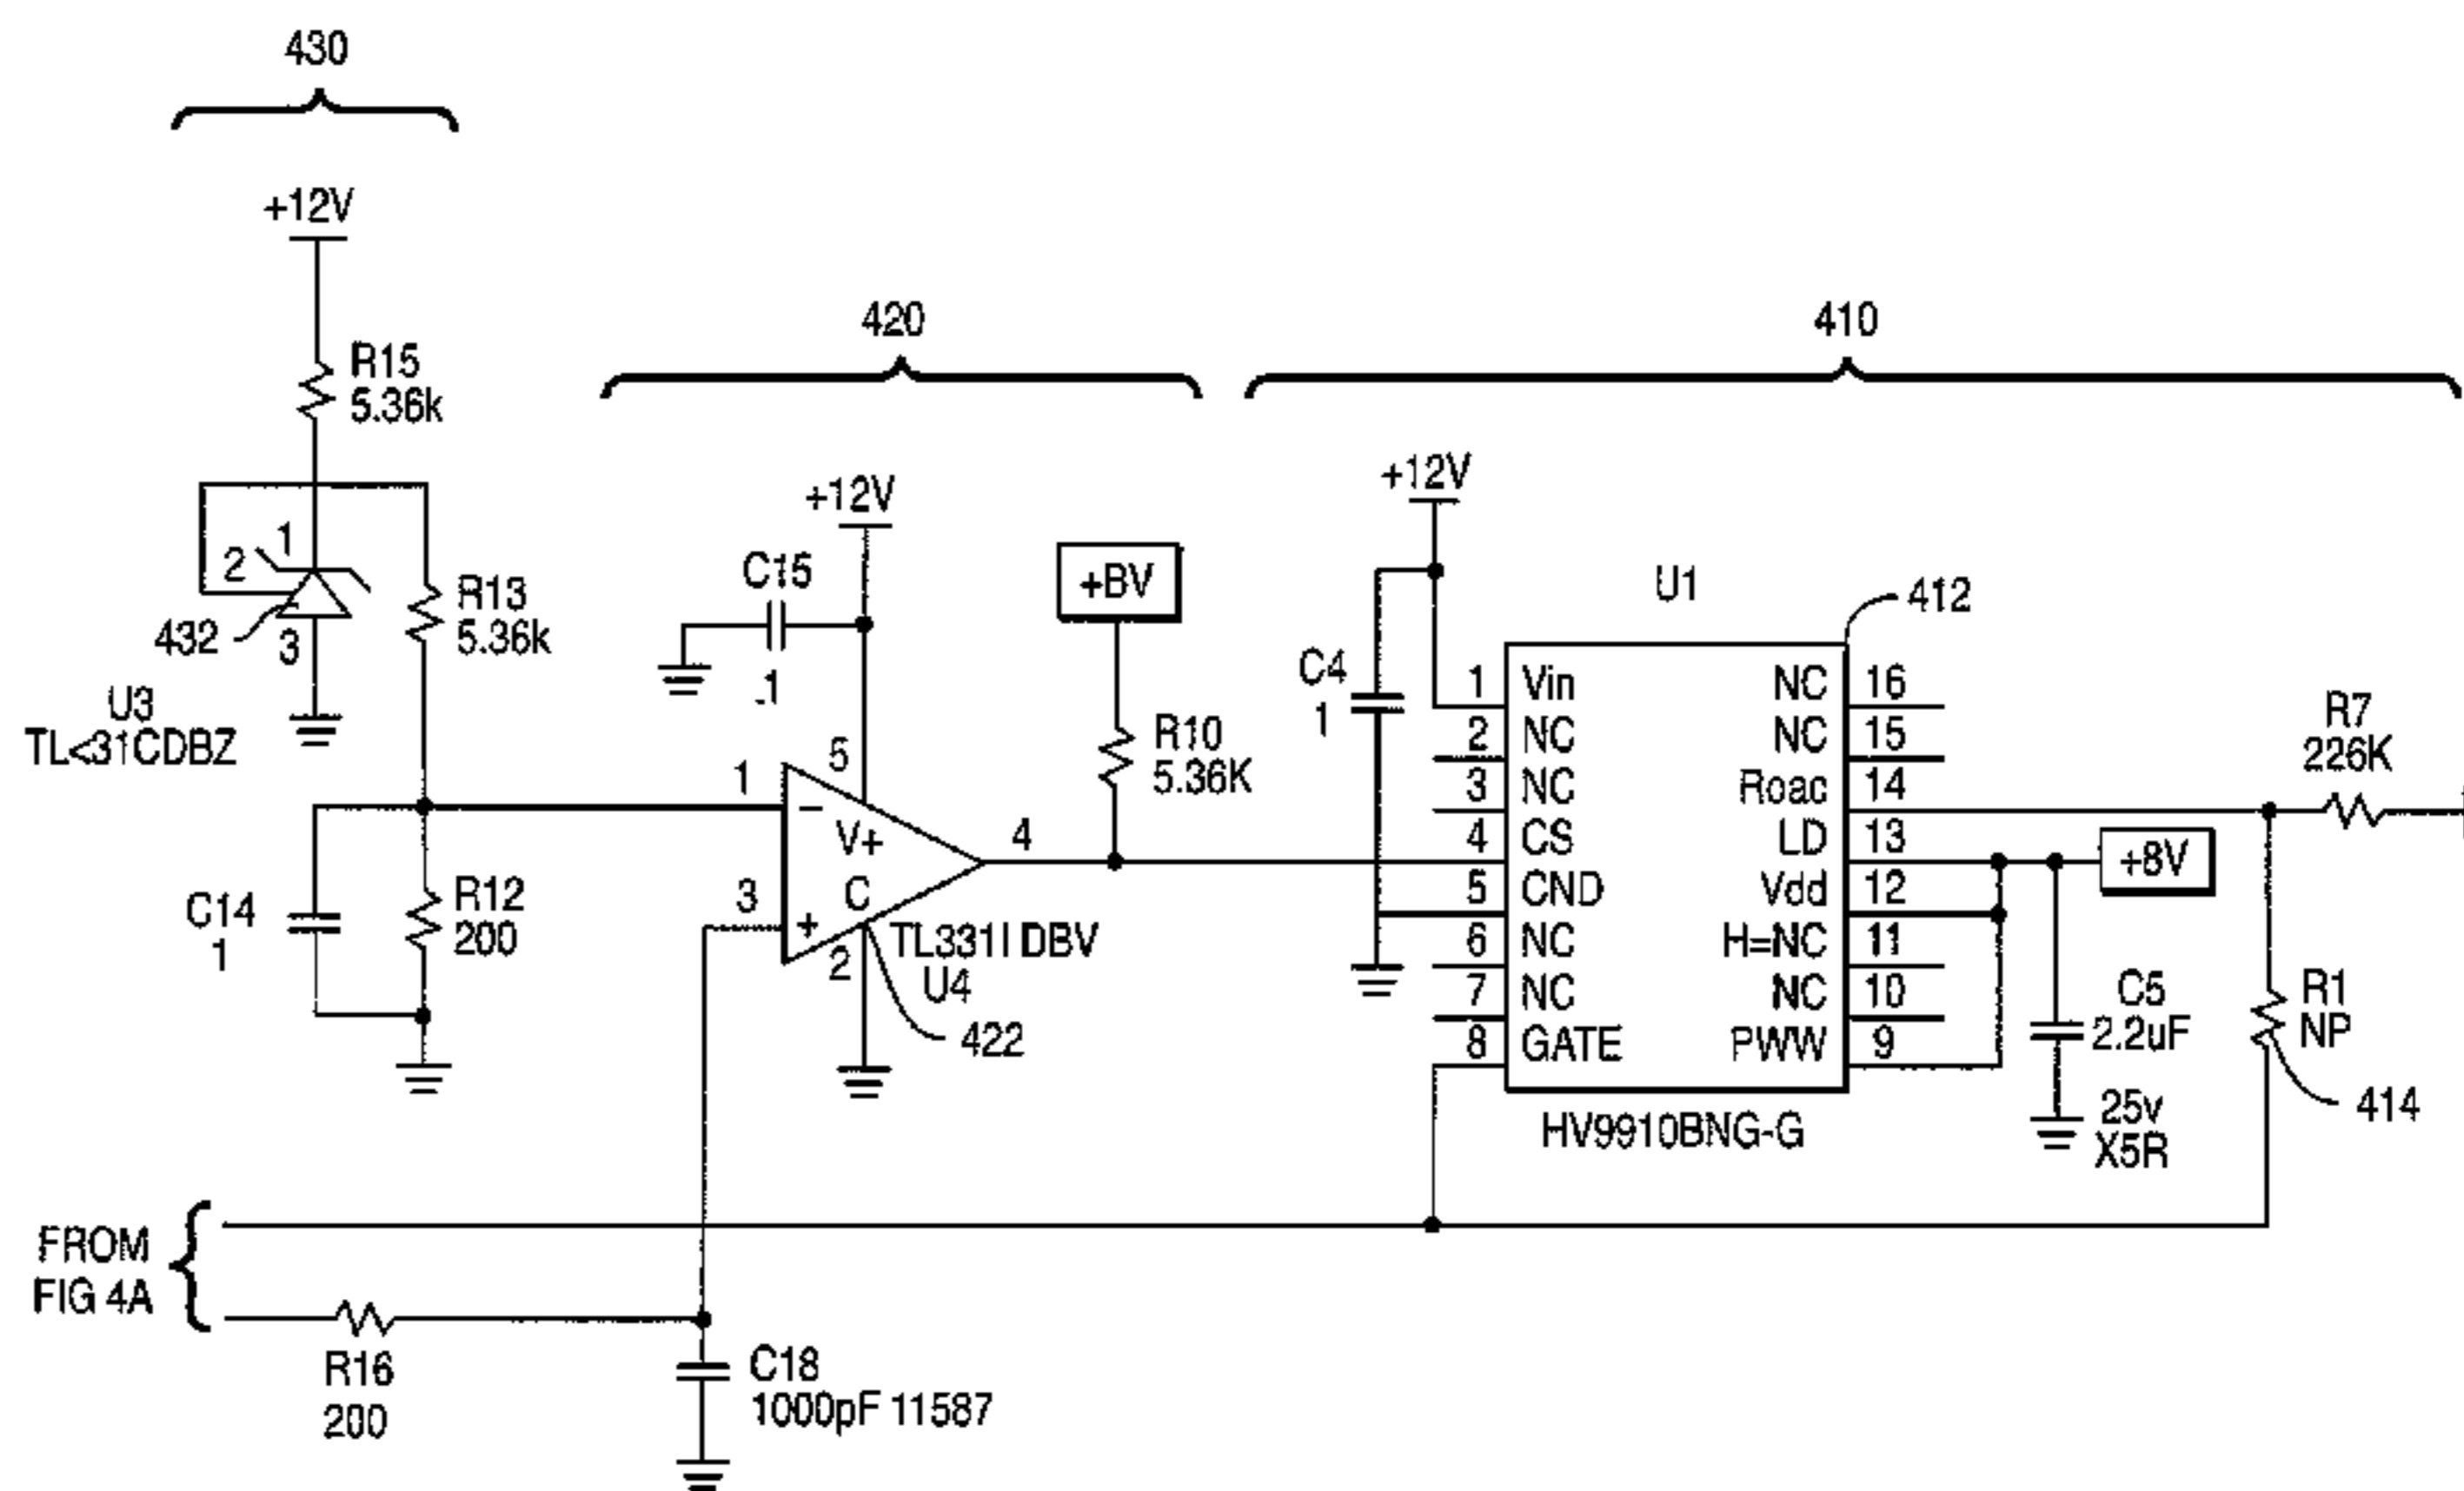 430
+12V
R15
5.36k
1
2
432
3
R13
5.36k
U3
TL<31CDBZ
C14
1
R12
200
420
+12V
C15
.1
+BV
R10
5.36K
1
5
−
V+
4
3
C
+
2
TL331I DBV
U4
422
410
+12V
C4
1
U1
412
1 Vin NC 16
2 NC NC 15
3 NC Roac 14
4 CS LD 13
5 CND Vdd 12
6 NC H=NC 11
7 NC NC 10
8 GATE PWW 9
HV9910BNG-G
R7
226K
+8V
C5
2.2uF
25v
X5R
R1
NP
414
FROM
FIG 4A
R16
200
C18
1000pF 11587